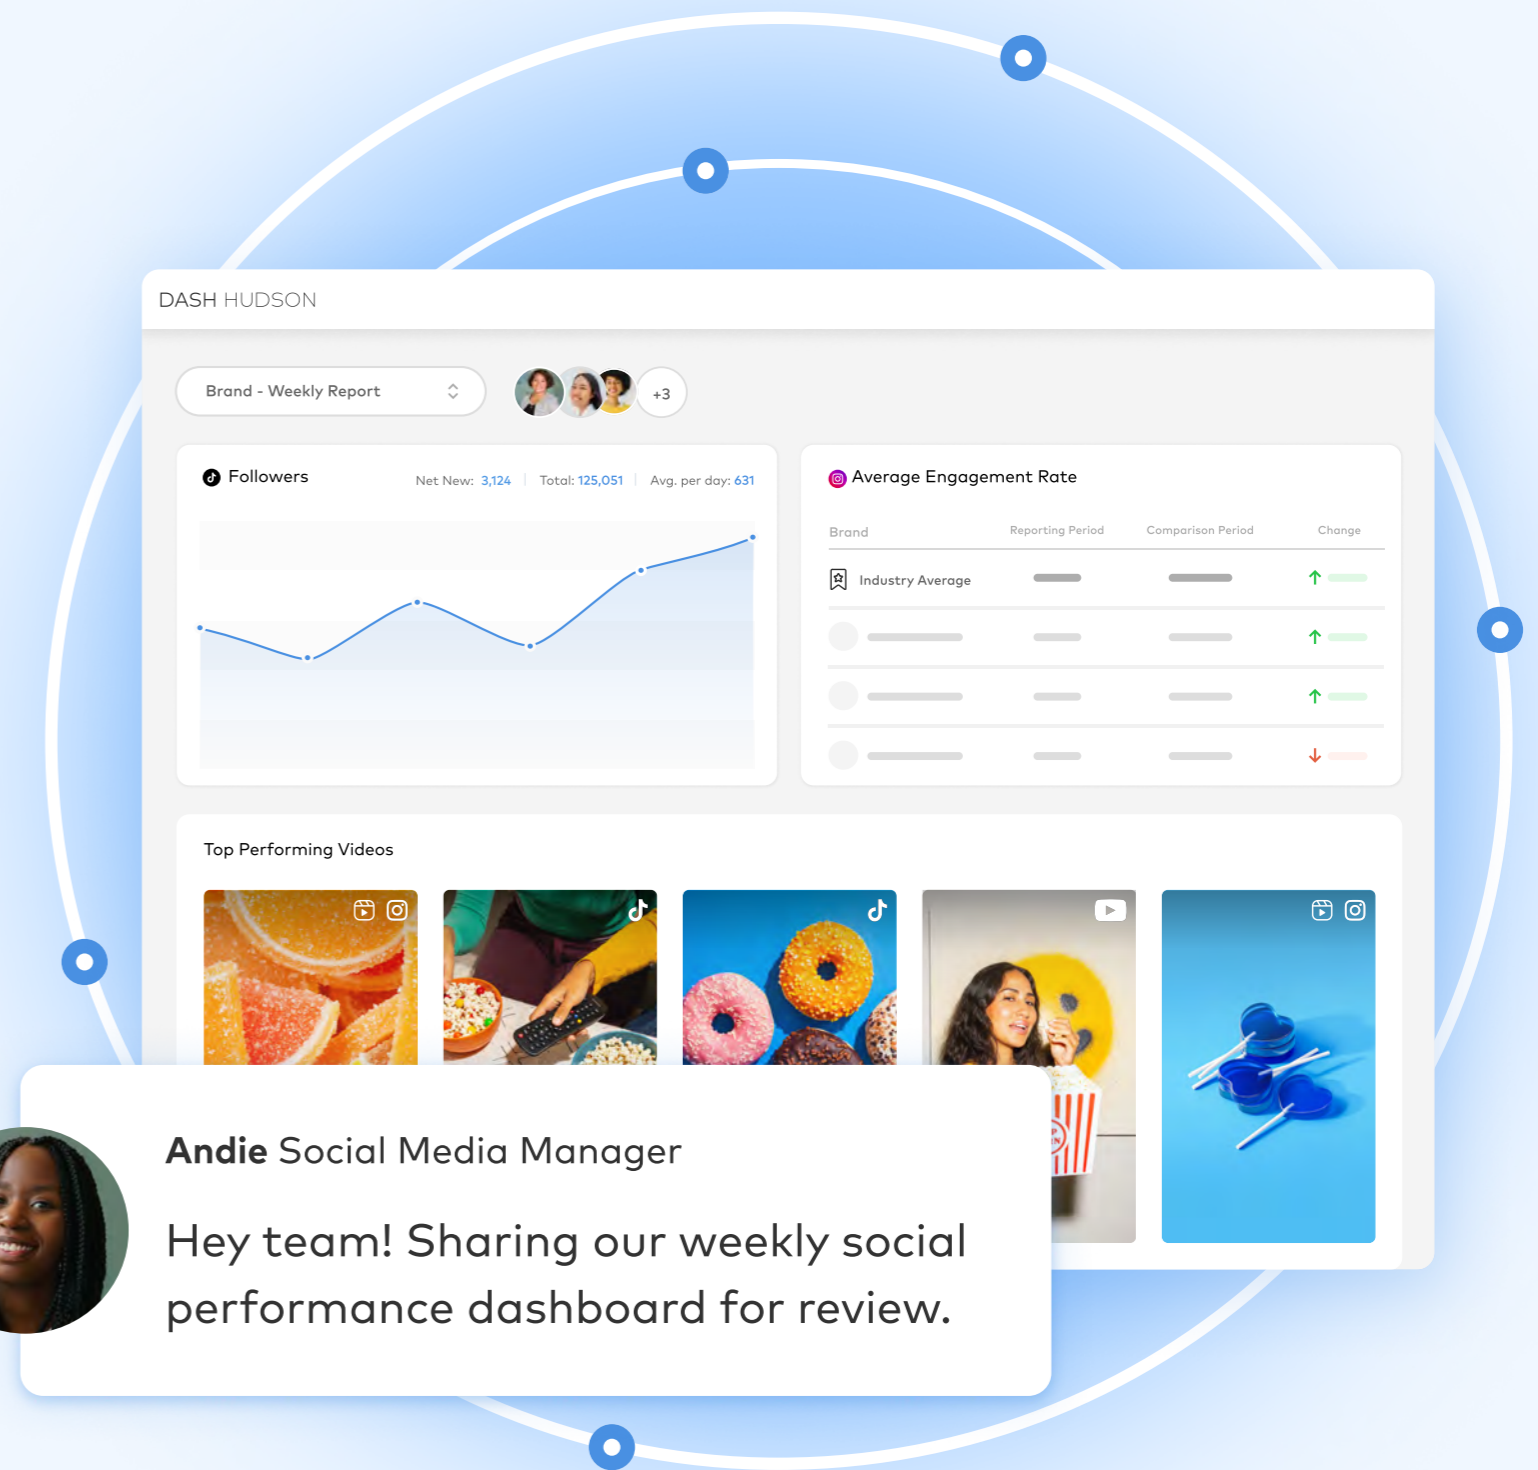 DASH HUDSON
Brand - Weekly Report
+3
Followers
Net New: 3,124
Total: 125,051
Avg. per day: 631
Average Engagement Rate
Brand
Reporting Period
Comparison Period
Change
Industry Average
Top Performing Videos
Andie Social Media Manager
Hey team! Sharing our weekly social
performance dashboard for review.